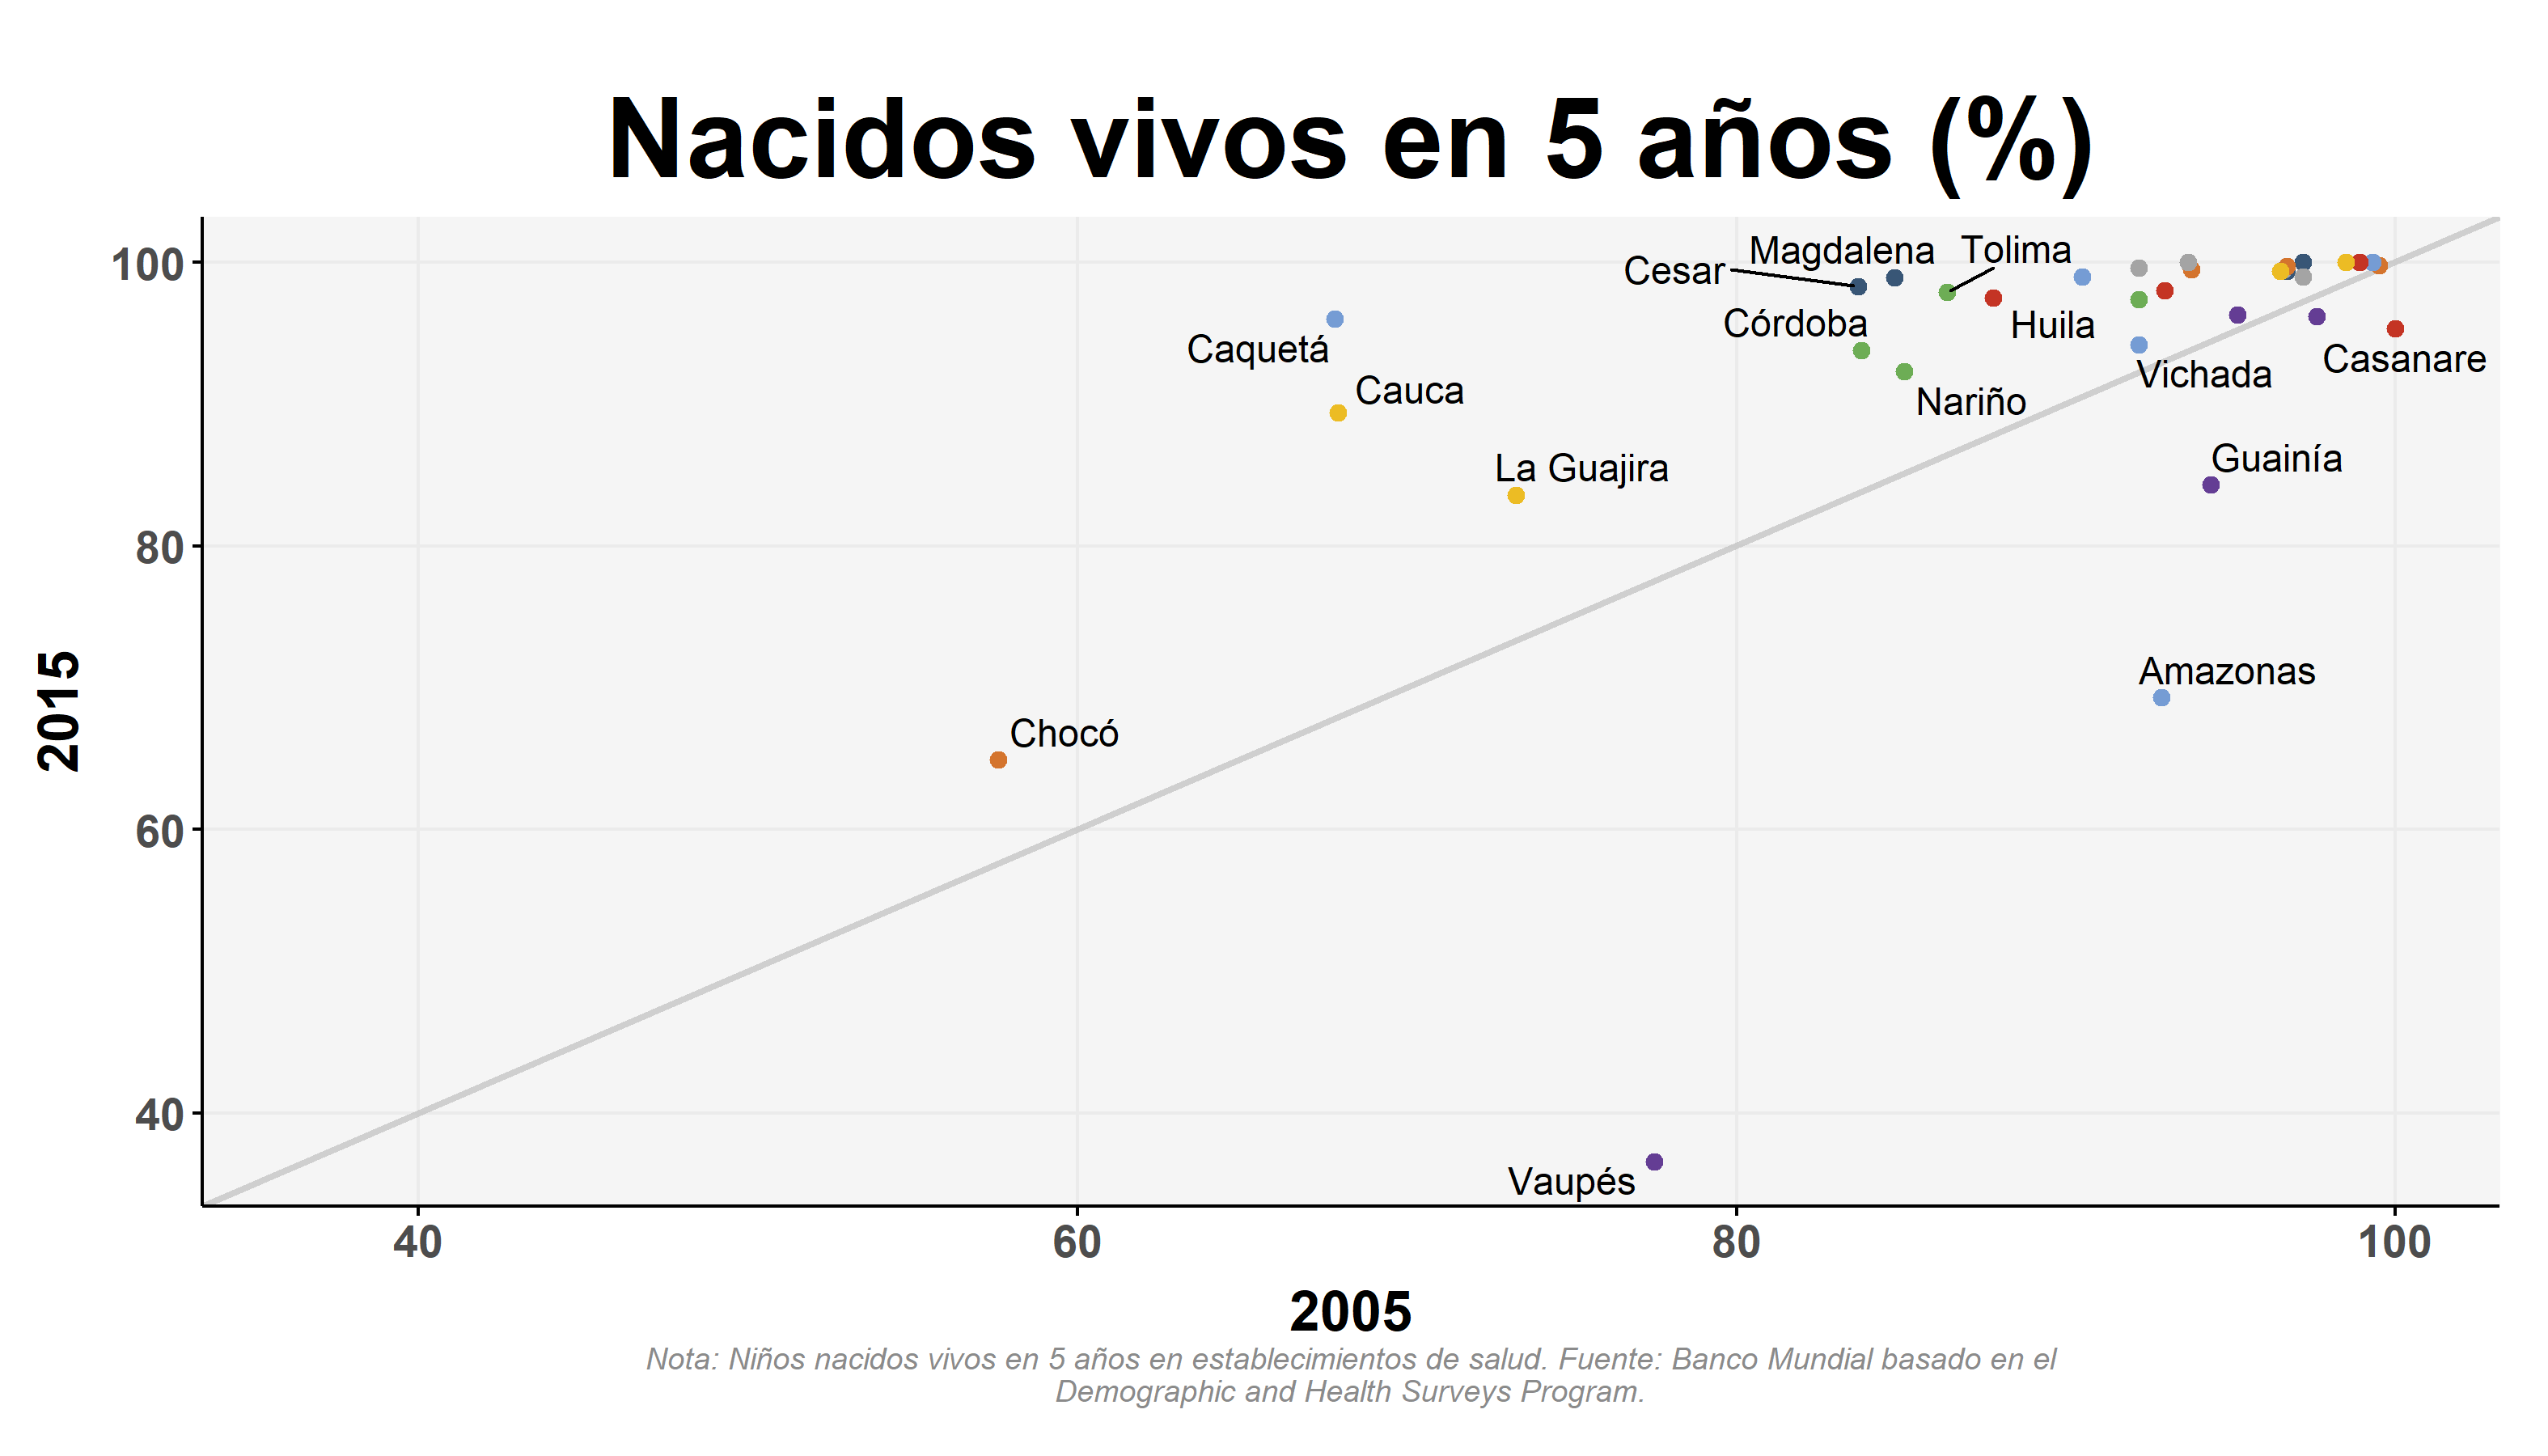 Nacidos vivos en 5 años (%)
100
80
60
40
2015
Magdalena
Tolima
Cesar
Córdoba
Huila
Caquetá
Casanare
Vichada
Cauca
Nariño
Guainía
La Guajira
Amazonas
Chocó
Vaupés
40
60
80
100
2005
Nota: Niños nacidos vivos en 5 años en establecimientos de salud. Fuente: Banco Mundial basado en el
Demographic and Health Surveys Program.